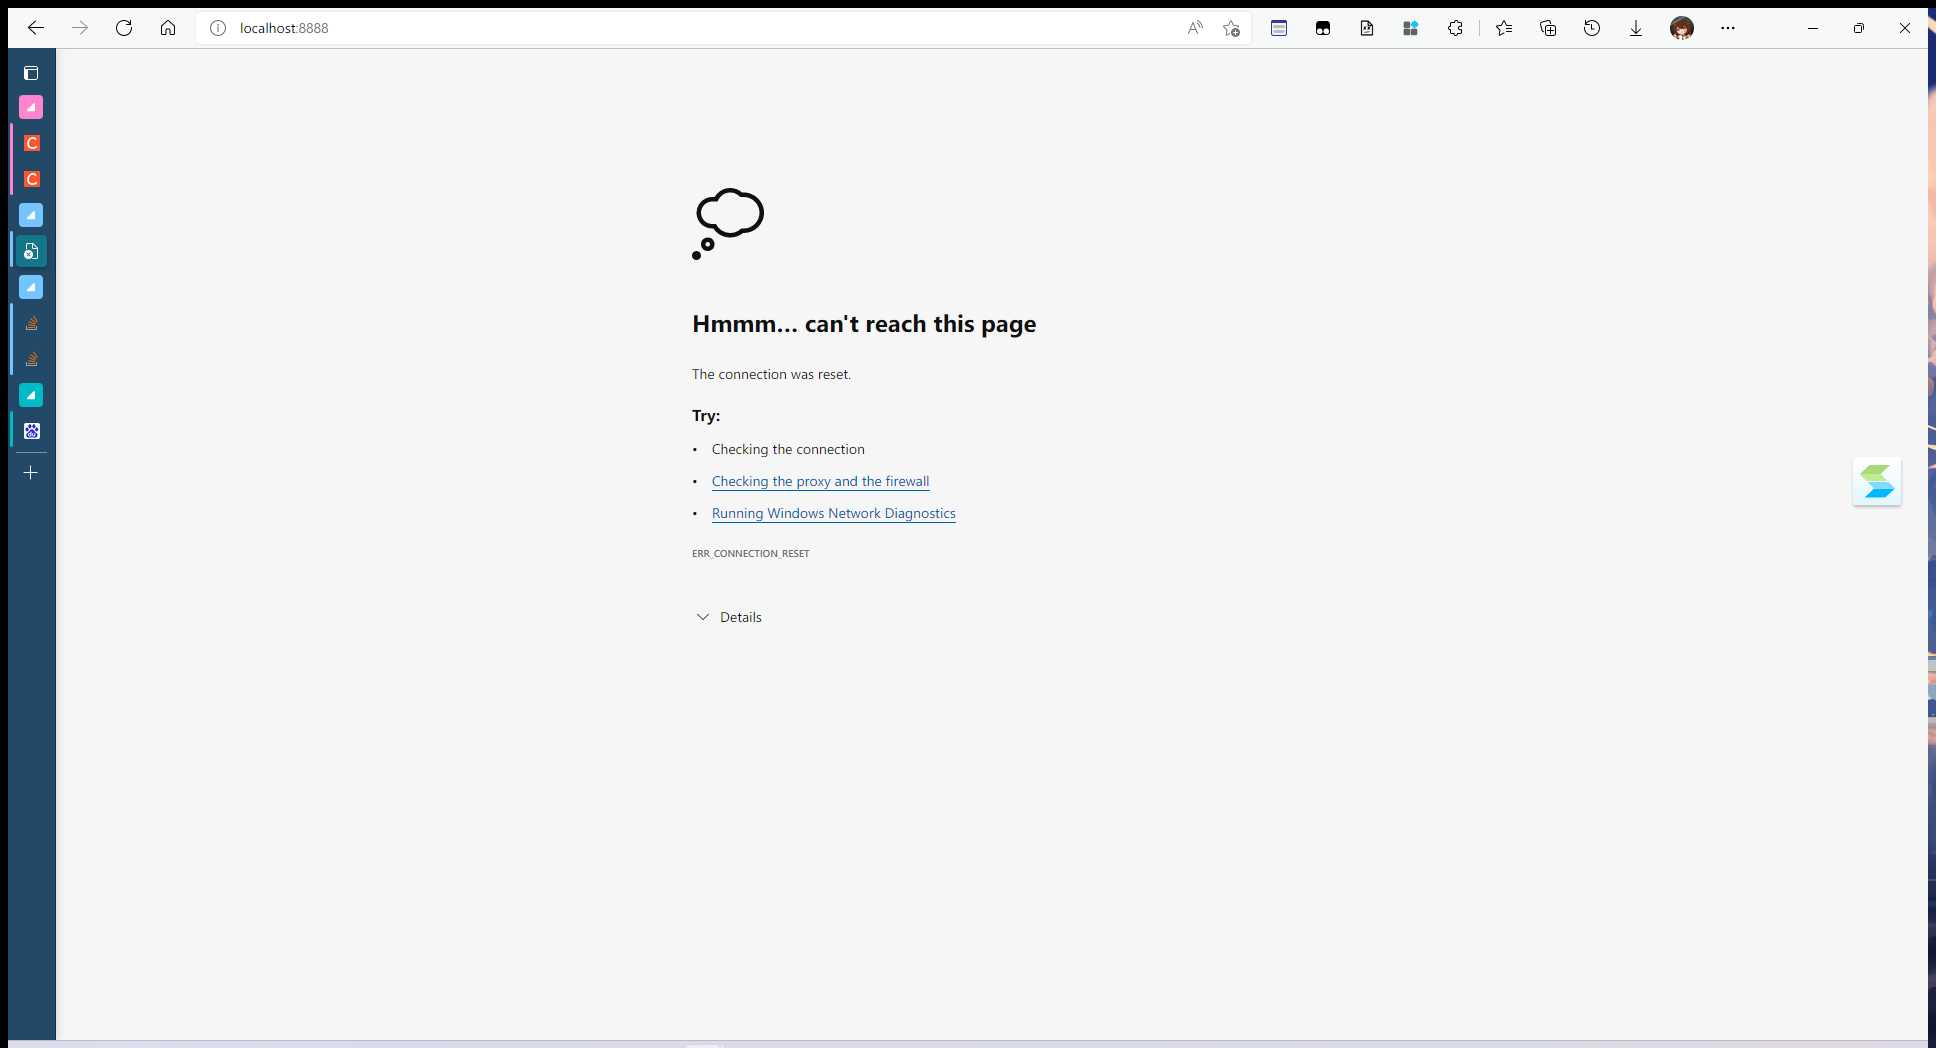 localhost:8888
C
C
Hmmm... can't reach this page
The connection was reset.
Try:
• Checking the connection
• Checking the proxy and the firewall
• Running Windows Network Diagnostics
ERR_CONNECTION_RESET
Details